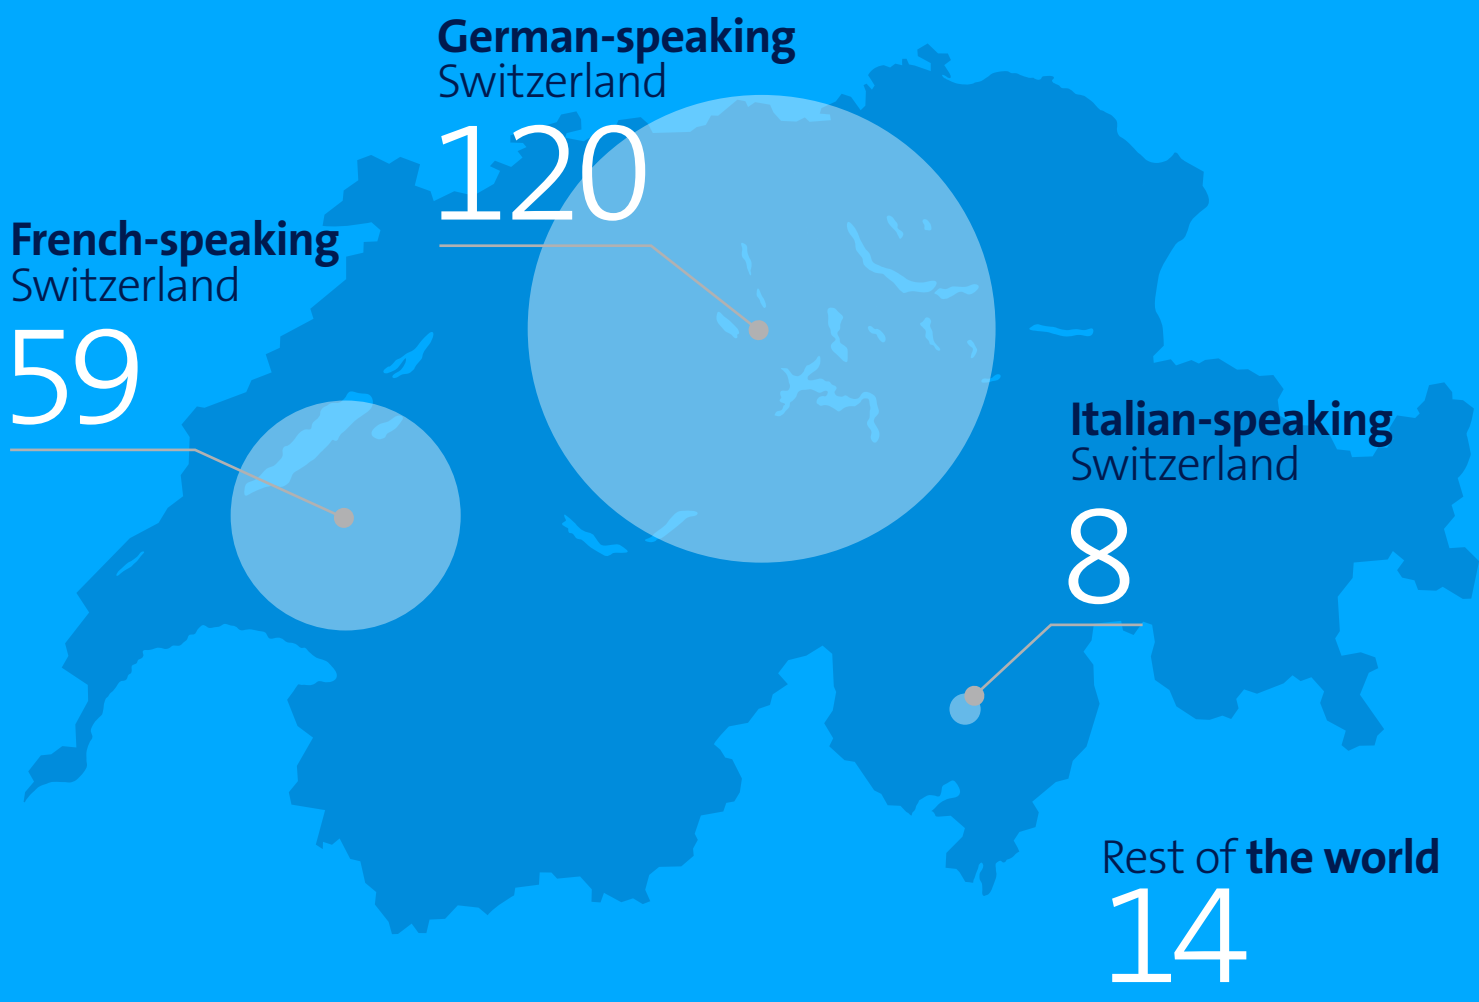 German-speaking
Switzerland
120
French-speaking
Switzerland
59
Italian-speaking
Switzerland
8
Rest of the world
14